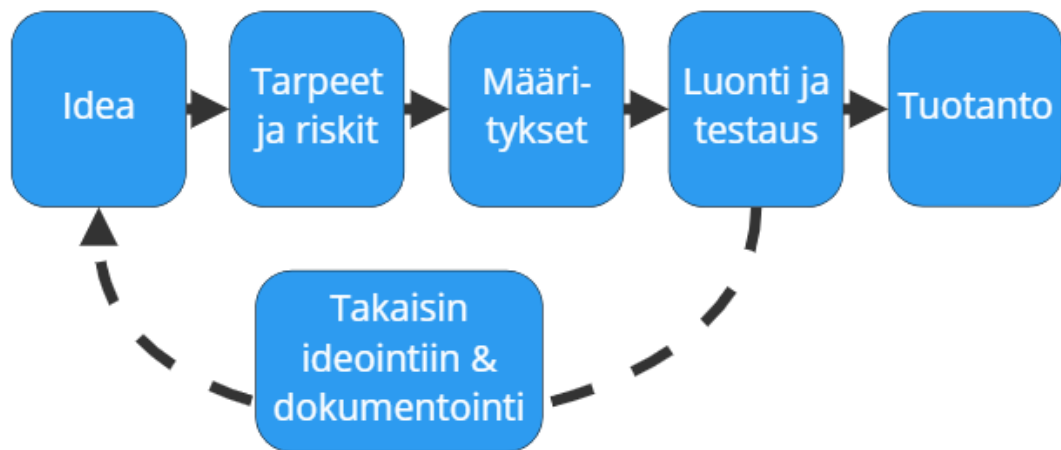 Idea
Tarpeet
ja riskit
Määri-
tykset
Luonti ja
testaus
Tuotanto
Takaisin
ideointiin &
dokumentointi